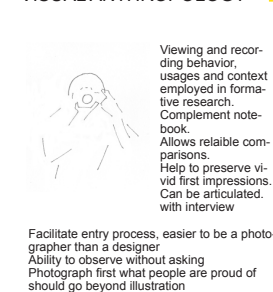 VISUAL ANTHROPOLOGY
Viewing and recor-
ding behavior,
usages and context
employed in forma-
tive research.
Complement note-
book.
Allows relaible com-
parisons.
Help to preserve vi-
vid first impressions.
Can be articulated.
with interview
Facilitate entry process, easier to be a photo-
grapher than a designer
Ability to observe without asking
Photograph first what people are proud of
should go beyond illustration